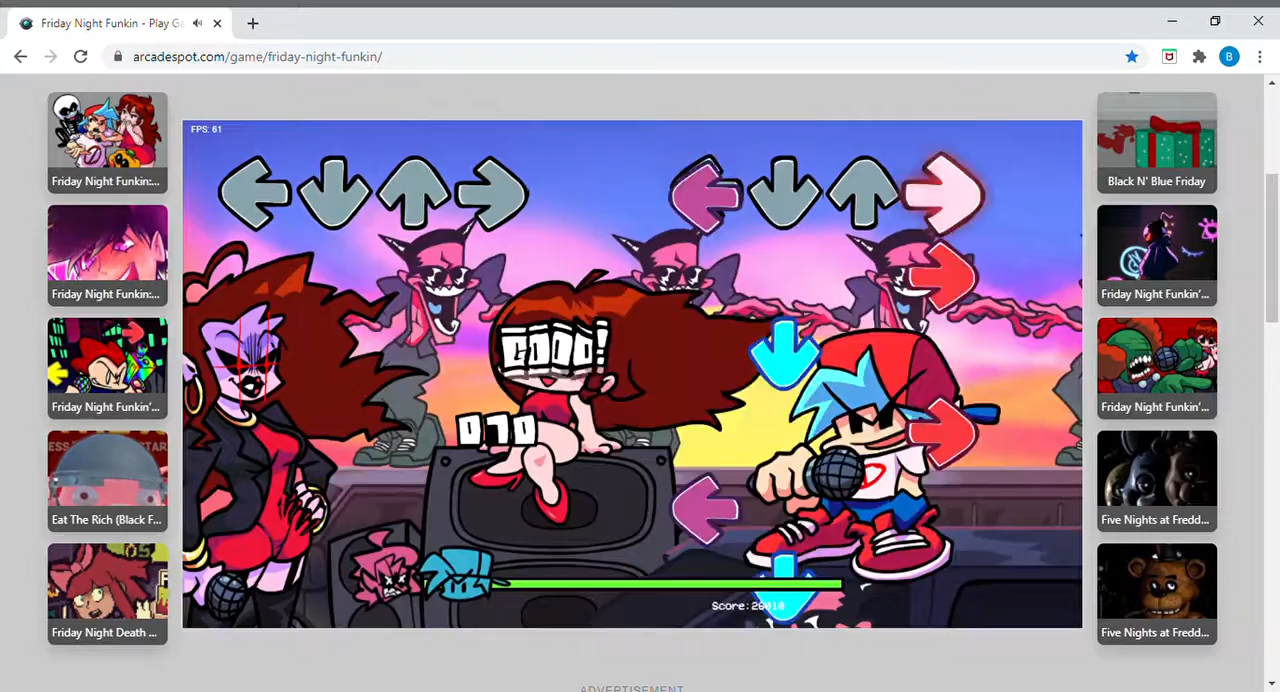 Friday Night Funkin - Play Ga
arcadespot.com/game/friday-night-funkin/
B
FPS: 61
Friday Night Funkin:...
Black N' Blue Friday
Friday Night Funkin:...
Friday Night Funkin'...
GOOD!
Friday Night Funkin'...
Friday Night Funkin'...
070
Eat The Rich (Black F...
Five Nights at Fredd...
Score:26010
Friday Night Death ...
Five Nights at Fredd...
ADVERTISEMENT